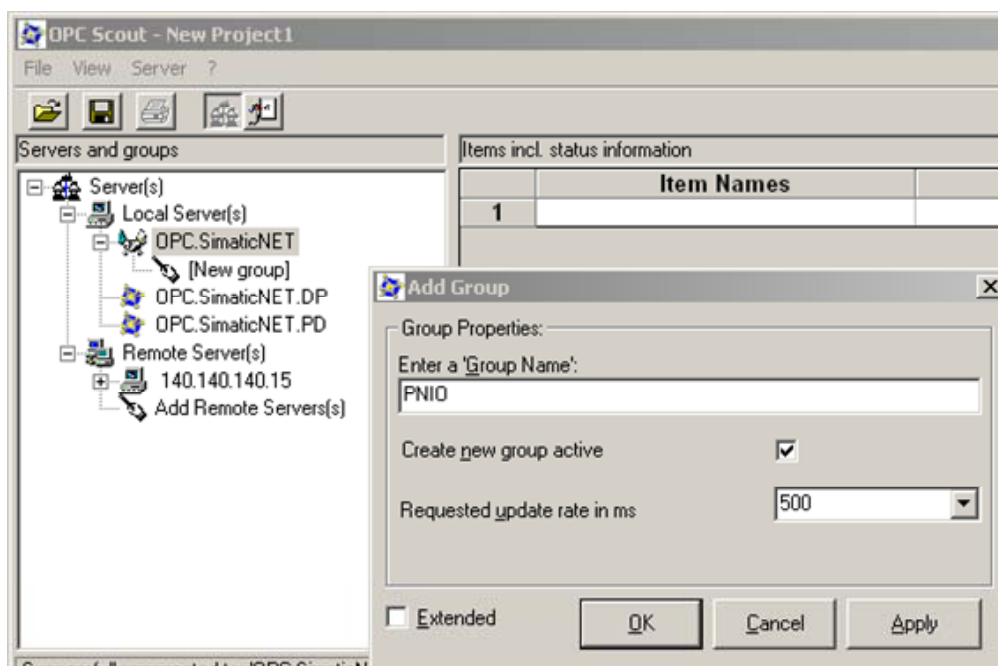 OPC Scout - New Project1
File View Server ?
Servers and groups
Items incl. status information
Server(s)
Local Server(s)
OPC.SimaticNET
[New group]
OPC.SimaticNET.DP
OPC.SimaticNET.PD
Remote Server(s)
140.140.140.15
Add Remote Servers(s)
Item Names
1
Add Group
Group Properties:
Enter a 'Group Name':
PNIO
Create new group active
Requested update rate in ms
500
Extended
OK
Cancel
Apply